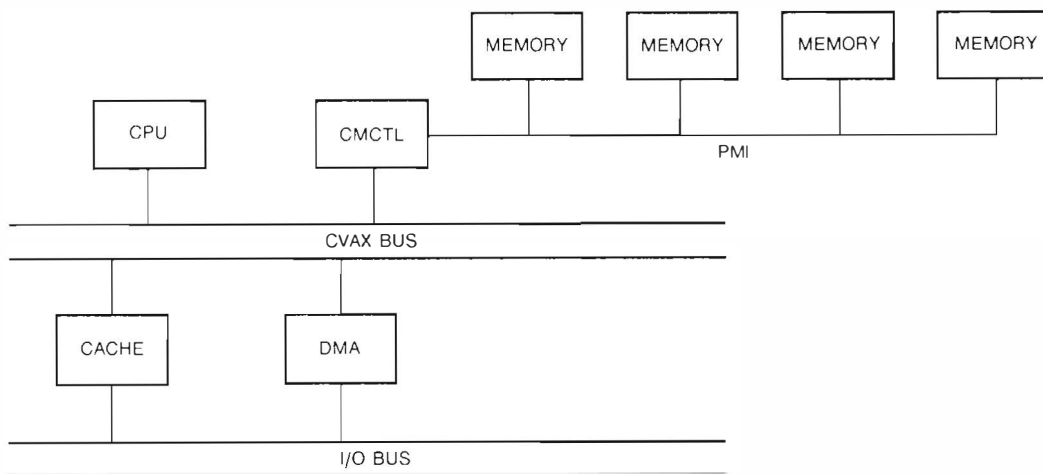 MEMORY
MEMORY
MEMORY
MEMORY
CPU
CMCTL
PMI
CVAX BUS
CACHE
DMA
I/O BUS